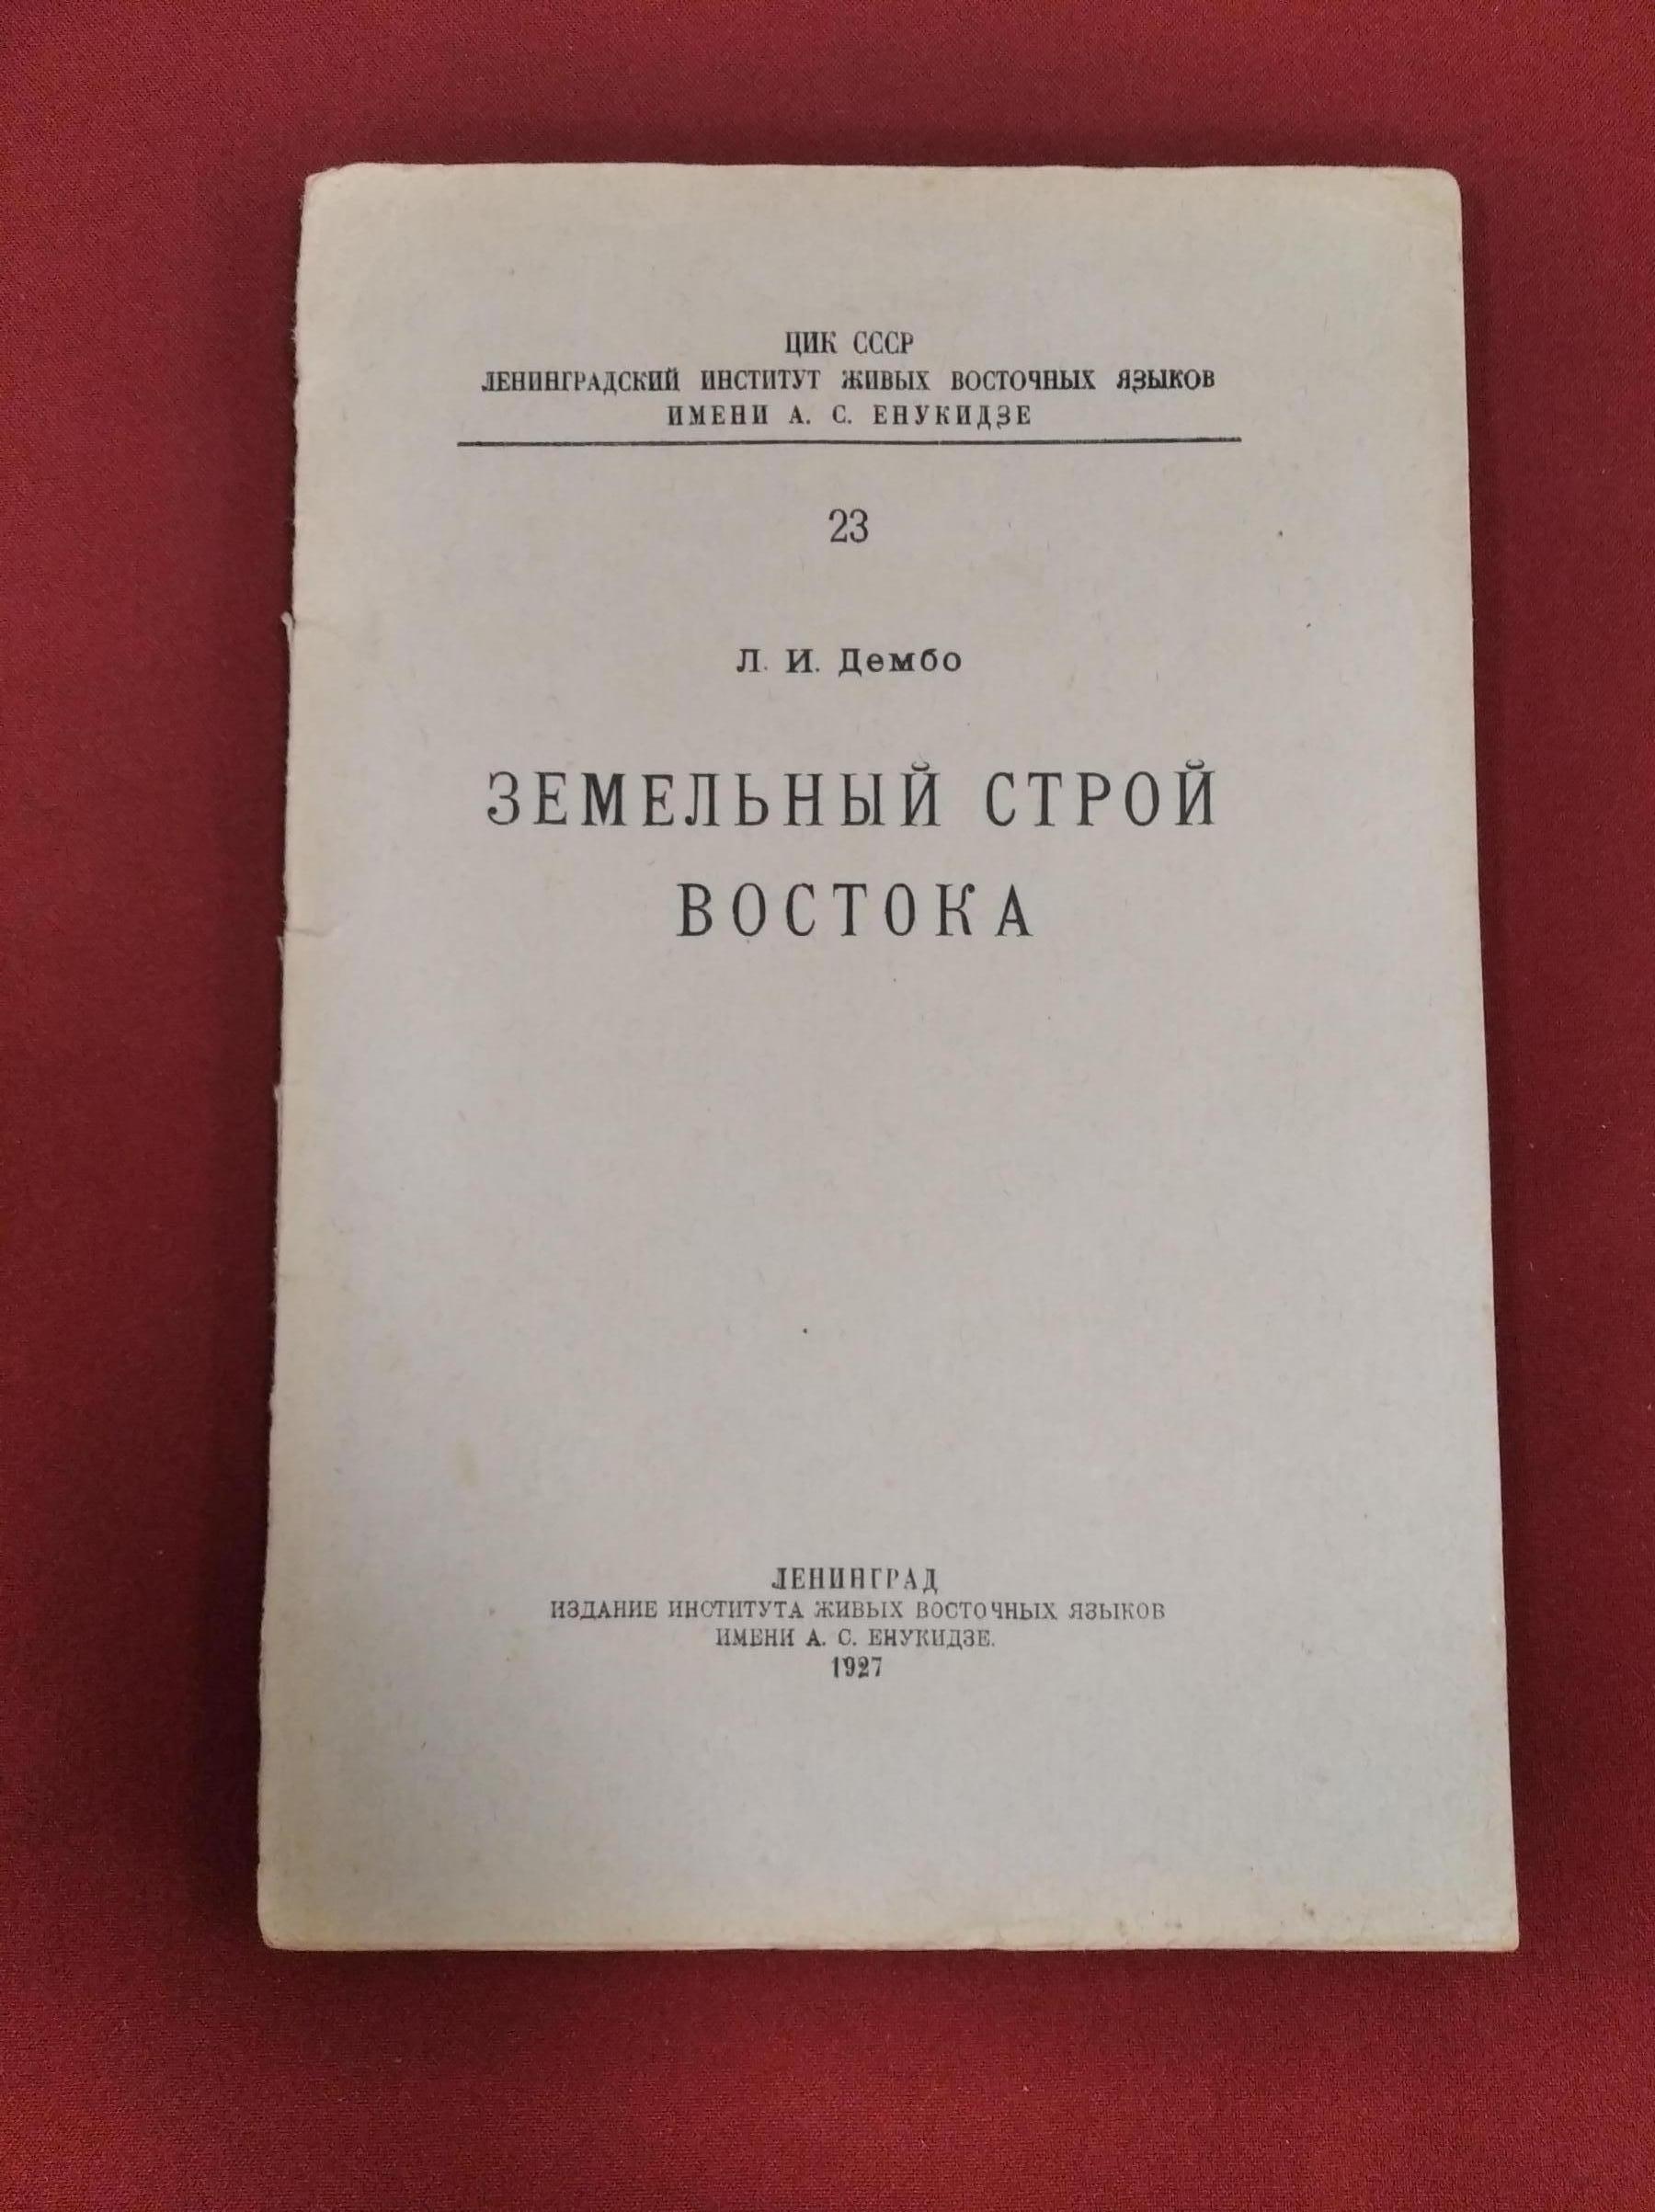 ЦИК СССР
ЛЕНИНГРАДСКИЙ ИНСТИТУТ ЖИВЫХ ВОСТОЧНЫХ ЯЗЫКОВ
ИМЕНИ А. С. ЕНУКИДЗЕ
23
Л. И. Дембо
ЗЕМЕЛЬНЫЙ СТРОЙ
ВОСТОКА
ЛЕНИНГРАД
ИЗДАНИЕ ИНСТИТУТА ЖИВЫХ ВОСТОЧНЫХ ЯЗЫКОВ
ИМЕНИ А. С. ЕНУКИДЗЕ.
1927